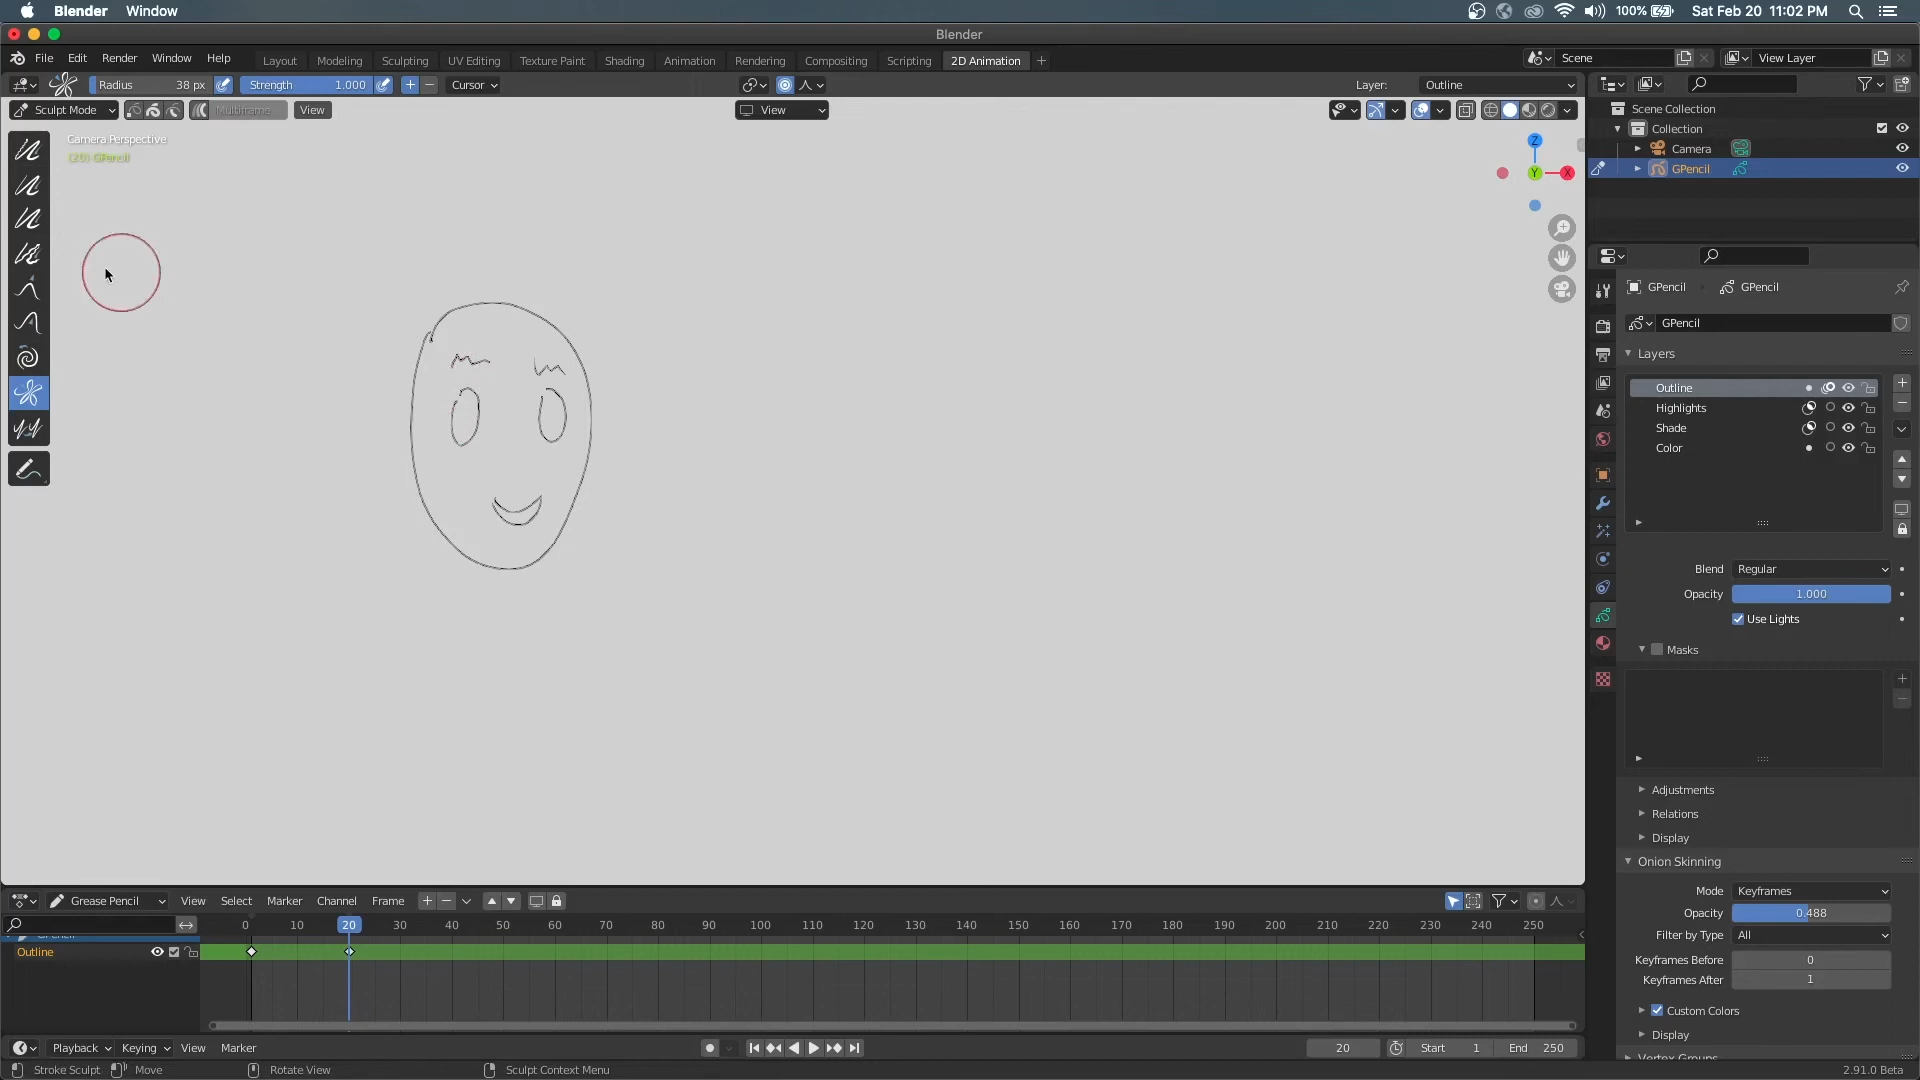 Blender Window 100% Sat Feb 20 11:02 PM
Blender
File Edit Render Window Help Layout Modeling Sculpting UV Editing Texture Paint Shading Animation Rendering Compositing Scripting 2D Animation + Scene View Layer
Radius 38 px Strength 1.000 + − Cursor Layer: Outline
Sculpt Mode Multiframe View View
Camera Perspective
(20) GPencil
Z
Y
X
Scene Collection
Collection
Camera
GPencil
GPencil GPencil
GPencil
Layers
Outline
Highlights
Shade
Color
Blend Regular
Opacity 1.000
Use Lights
Masks
Adjustments
Relations
Display
Onion Skinning
Mode Keyframes
Opacity 0.488
Filter by Type All
Keyframes Before 0
Keyframes After 1
Custom Colors
Display
Vertex Groups
Grease Pencil View Select Marker Channel Frame
0 10 20 30 40 50 60 70 80 90 100 110 120 130 140 150 160 170 180 190 200 210 220 230 240 250
GPencil
Outline
Playback Keying View Marker 20 Start 1 End 250
Stroke Sculpt Move Rotate View Sculpt Context Menu 2.91.0 Beta